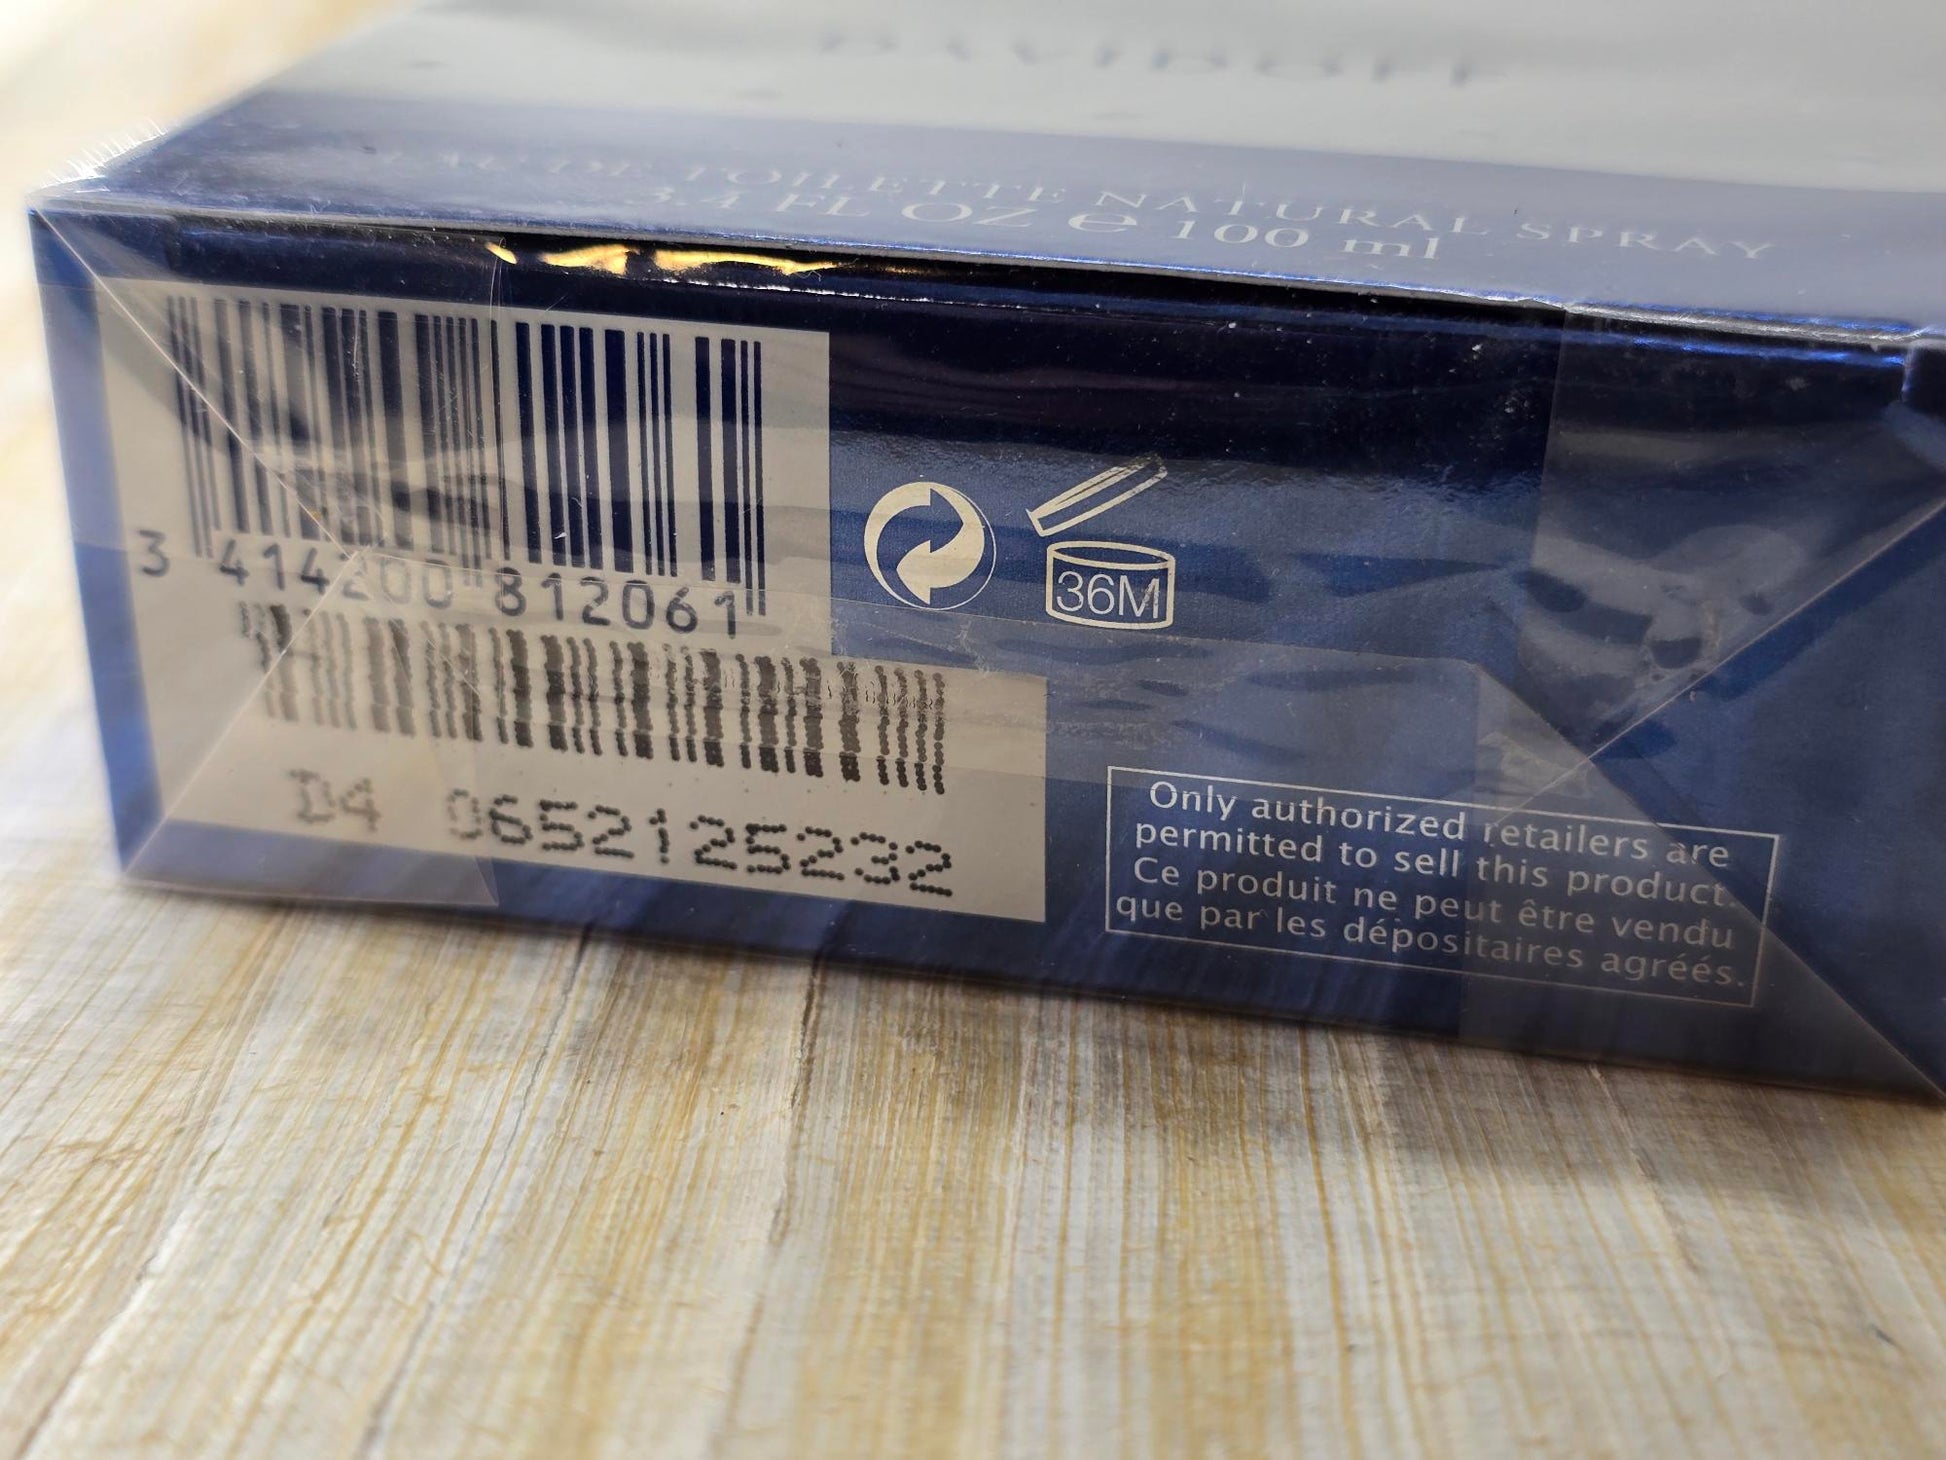 DAVIDOFF
EAU DE TOILETTE NATURAL SPRAY
3.4 FL OZ e 100 ml
3 414200 812061
36M
D4 0652125232
Only authorized retailers are
permitted to sell this product.
Ce produit ne peut être vendu
que par les dépositaires agréés.